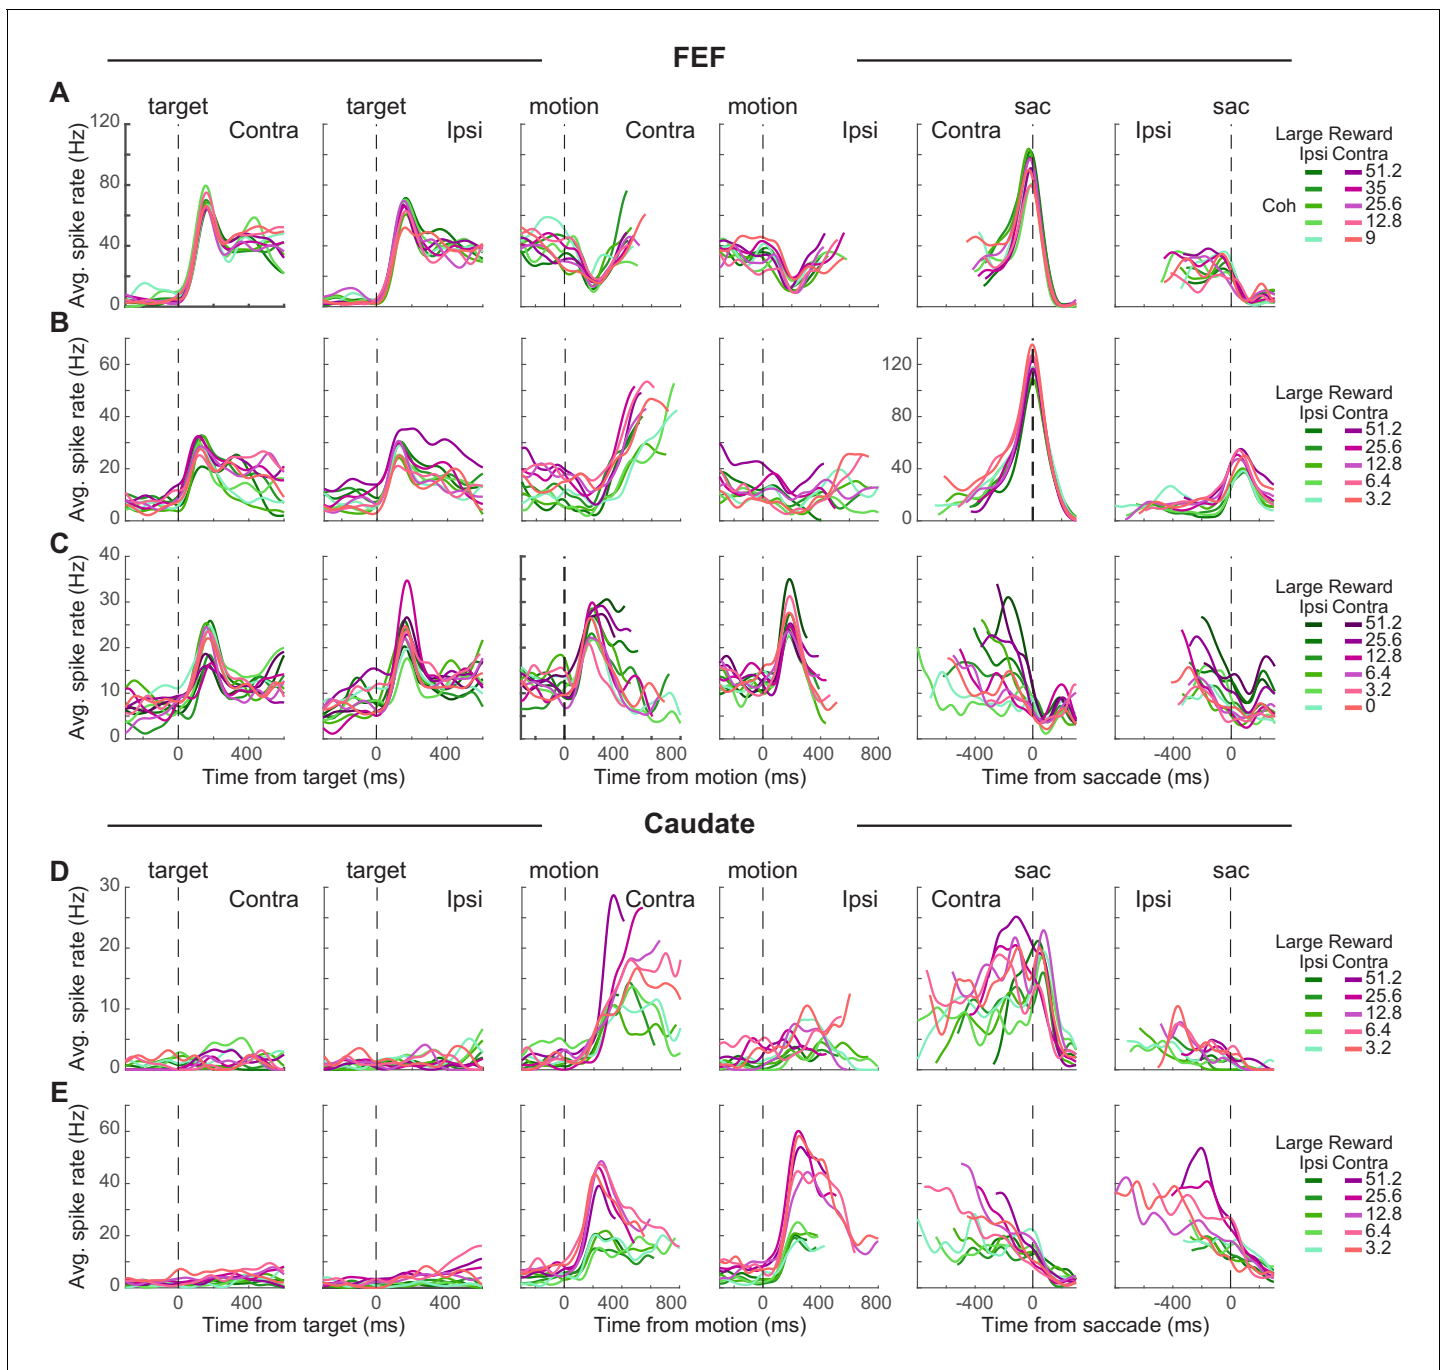 FEF
A
target target motion motion sac sac
Contra Ipsi Contra Ipsi Contra Ipsi
Avg. spike rate (Hz)
120
80
40
0
Large Reward
Ipsi Contra
Coh
51.2
35
25.6
12.8
9
B
Avg. spike rate (Hz)
60
40
20
0
120
80
40
0
Large Reward
Ipsi Contra
51.2
25.6
12.8
6.4
3.2
C
Avg. spike rate (Hz)
40
30
20
10
0
Large Reward
Ipsi Contra
51.2
25.6
12.8
6.4
3.2
0
0 400 0 400 0 400 800 0 400 800 -400 0 -400 0
Time from target (ms) Time from motion (ms) Time from saccade (ms)
Caudate
D
target target motion motion sac sac
Contra Ipsi Contra Ipsi Contra Ipsi
Avg. spike rate (Hz)
30
20
10
0
Large Reward
Ipsi Contra
51.2
25.6
12.8
6.4
3.2
E
Avg. spike rate (Hz)
60
40
20
0
Large Reward
Ipsi Contra
51.2
25.6
12.8
6.4
3.2
0 400 0 400 0 400 800 0 400 800 -400 0 -400 0
Time from target (ms) Time from motion (ms) Time from saccade (ms)